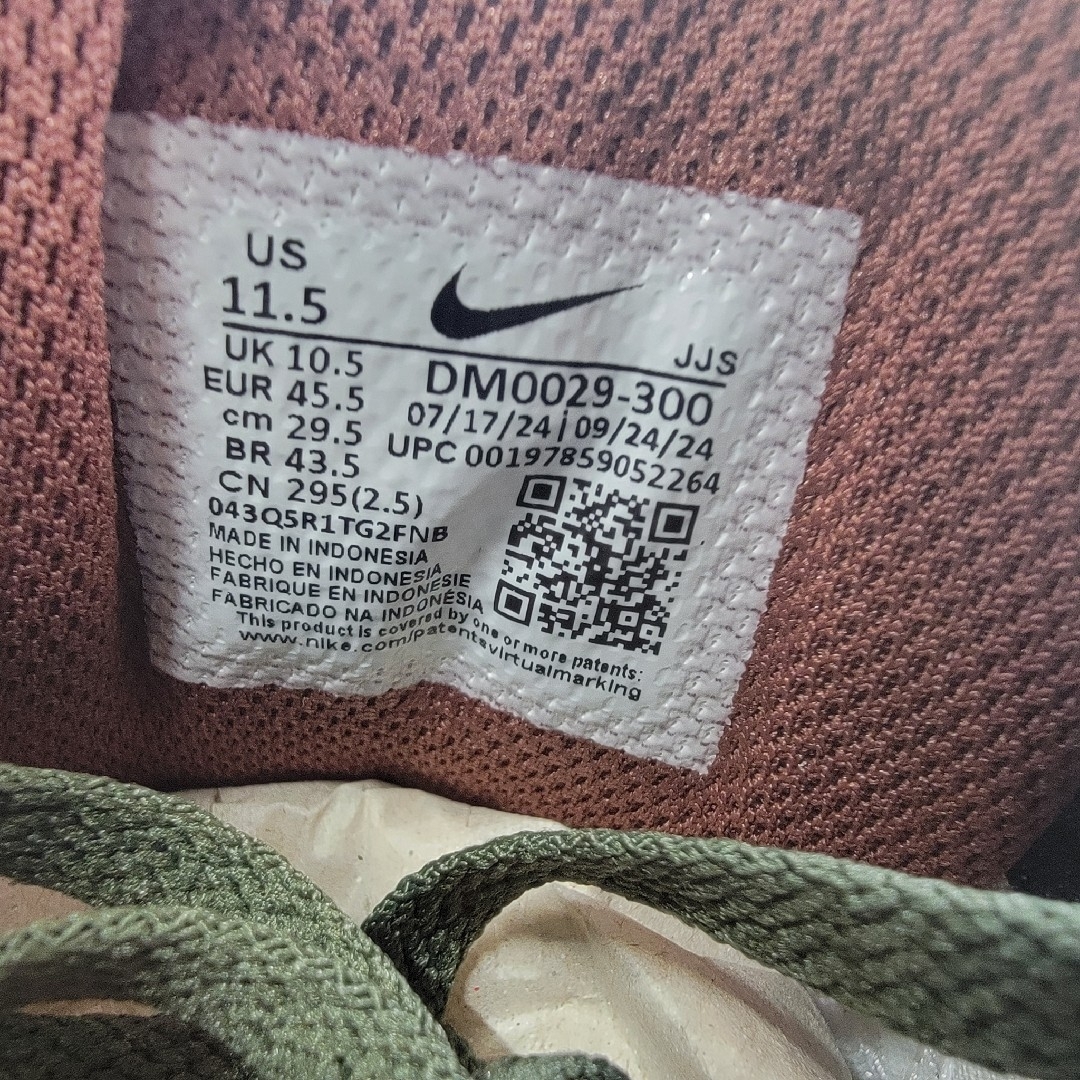 US
11.5
JJS
UK 10.5
EUR 45.5
cm 29.5
BR 43.5
CN 295(2.5)
DM0029-300
07/17/24|09/24/24
UPC 00197859052264
043Q5R1TG2FNB
MADE IN INDONESIA
HECHO EN INDONESIA
FABRIQUE EN INDONESIE
FABRICADO NA INDONÉSIA
This product is covered by one or more patents:
www.nike.com/patentsvirtualmarking